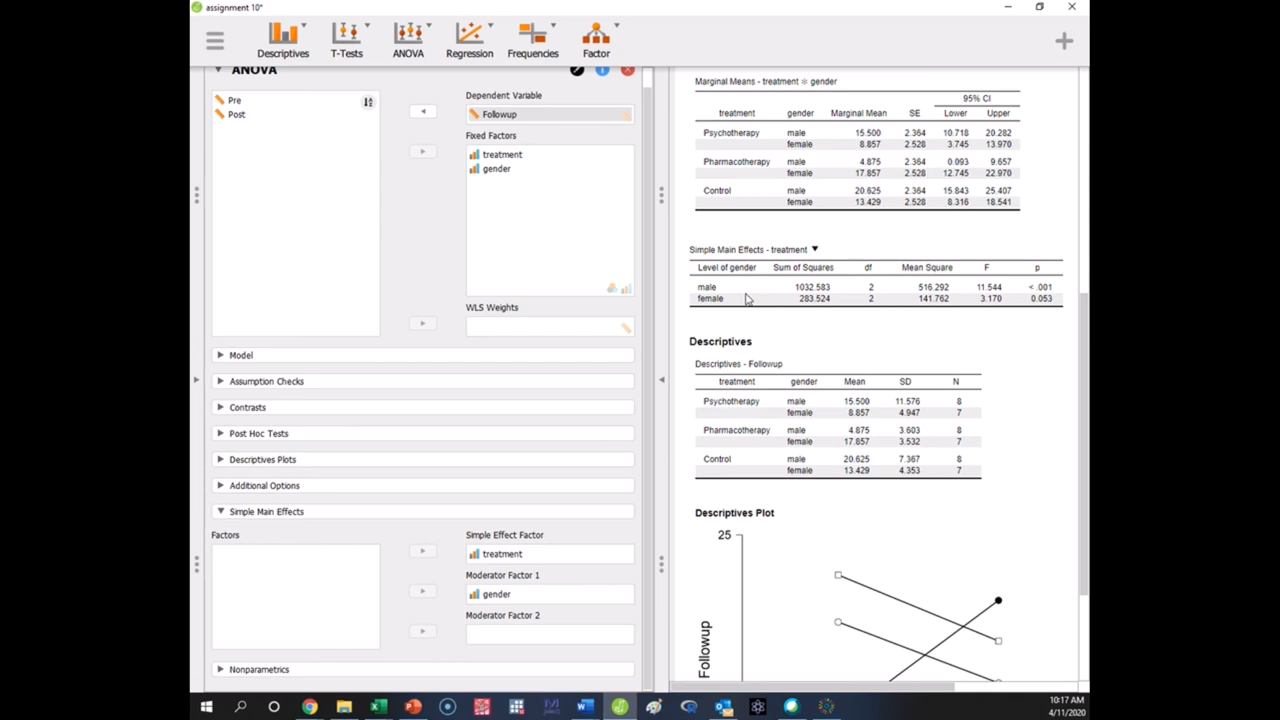 assignment 10*
Descriptives T-Tests ANOVA Regression Frequencies Factor
ANOVA
Pre
Post
Dependent Variable
Followup
Fixed Factors
treatment
gender
WLS Weights
Model
Assumption Checks
Contrasts
Post Hoc Tests
Descriptives Plots
Additional Options
Simple Main Effects
Factors
Simple Effect Factor
treatment
Moderator Factor 1
gender
Moderator Factor 2
Nonparametrics
Marginal Means - treatment ✻ gender
95% CI
treatment gender Marginal Mean SE Lower Upper
Psychotherapy male 15.500 2.364 10.718 20.282
female 8.857 2.528 3.745 13.970
Pharmacotherapy male 4.875 2.364 0.093 9.657
female 17.857 2.528 12.745 22.970
Control male 20.625 2.364 15.843 25.407
female 13.429 2.528 8.316 18.541
Simple Main Effects - treatment
Level of gender Sum of Squares df Mean Square F p
male 1032.583 2 516.292 11.544 < .001
female 283.524 2 141.762 3.170 0.053
Descriptives
Descriptives - Followup
treatment gender Mean SD N
Psychotherapy male 15.500 11.576 8
female 8.857 4.947 7
Pharmacotherapy male 4.875 3.603 8
female 17.857 3.532 7
Control male 20.625 7.367 8
female 13.429 4.353 7
Descriptives Plot
25
Followup
10:17 AM
4/11/2020